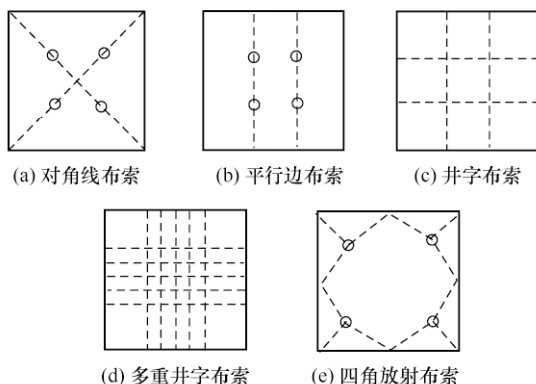 (a) 对角线布索
(b) 平行边布索
(c) 井字布索
(d) 多重井字布索
(e) 四角放射布索